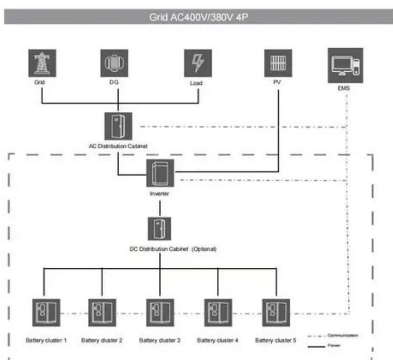 Grid AC400V/380V 4P
Grid
DG
Load
PV
EMS
AC Distribution Cabinet
Inverter
DC Distribution Cabinet (Optional)
Battery cluster 1
Battery cluster 2
Battery cluster 3
Battery cluster 4
Battery cluster 5
Communication
Power